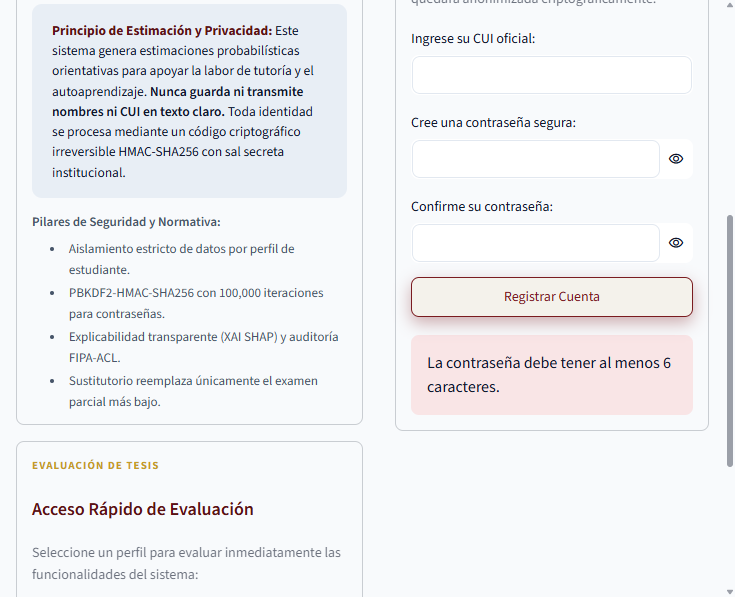 Principio de Estimación y Privacidad: Este
sistema genera estimaciones probabilísticas
orientativas para apoyar la labor de tutoría y el
autoaprendizaje. Nunca guarda ni transmite
nombres ni CUI en texto claro. Toda identidad
se procesa mediante un código criptográfico
irreversible HMAC-SHA256 con sal secreta
institucional.
Pilares de Seguridad y Normativa:
Aislamiento estricto de datos por perfil de
estudiante.
PBKDF2-HMAC-SHA256 con 100,000 iteraciones
para contraseñas.
Explicabilidad transparente (XAI SHAP) y auditoría
FIPA-ACL.
Sustitutorio reemplaza únicamente el examen
parcial más bajo.
EVALUACIÓN DE TESIS
Acceso Rápido de Evaluación
Seleccione un perfil para evaluar inmediatamente las
funcionalidades del sistema:
quedará anonimizada criptográficamente.
Ingrese su CUI oficial:
Cree una contraseña segura:
Confirme su contraseña:
Registrar Cuenta
La contraseña debe tener al menos 6
caracteres.